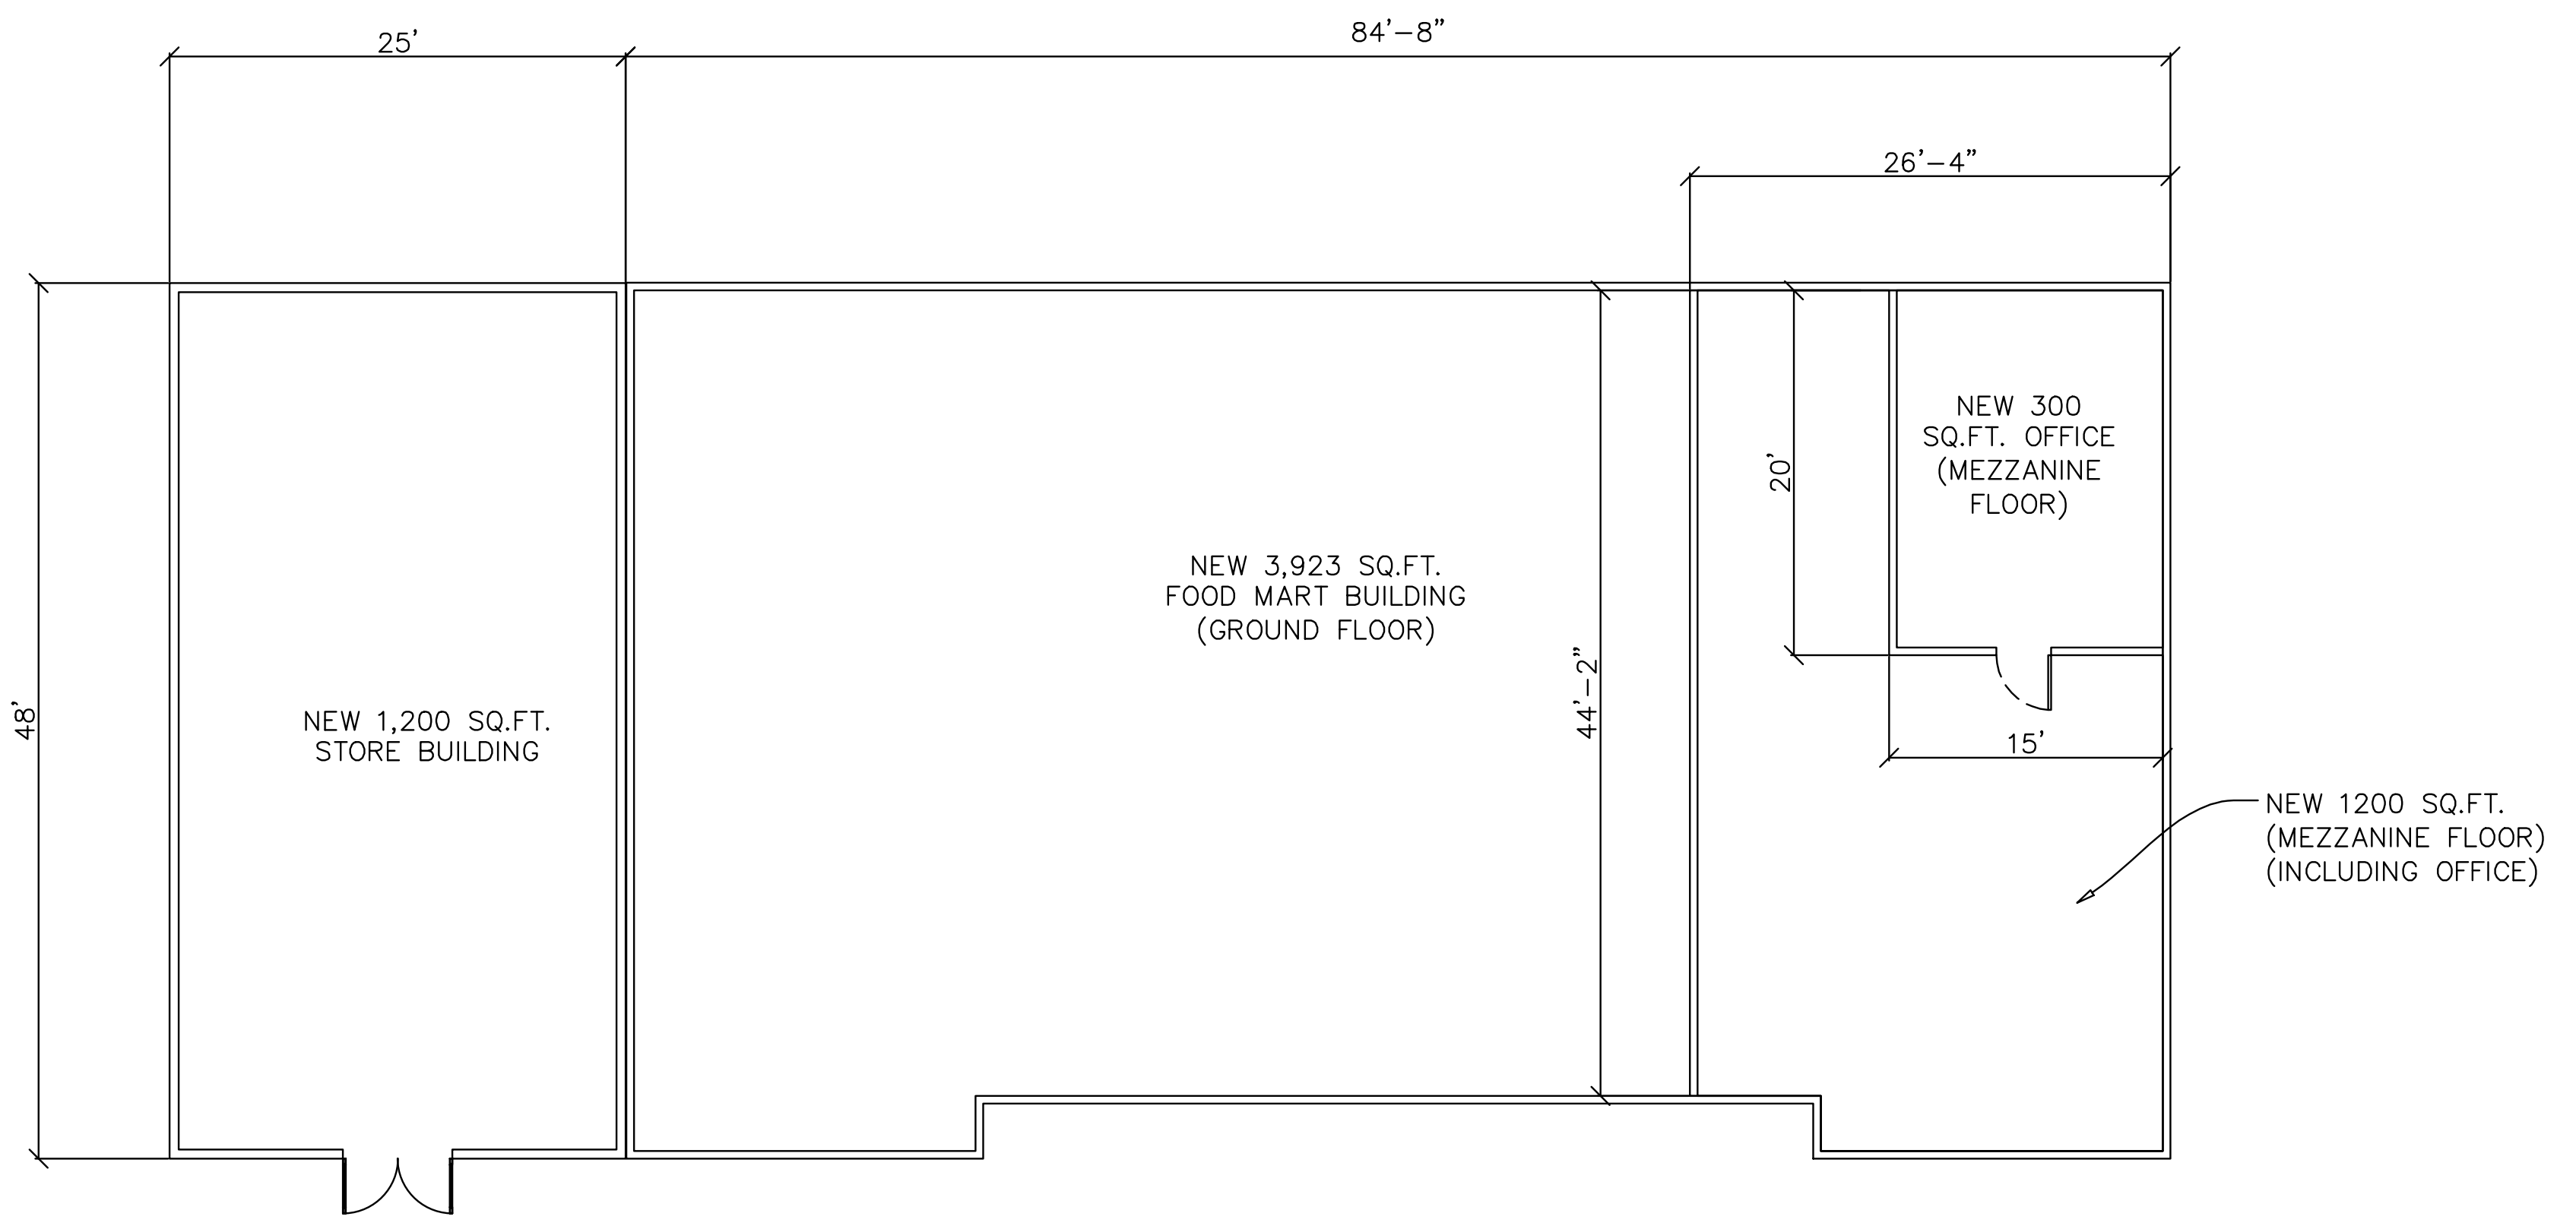 25'
84'-8"
26'-4"
NEW 300
SQ.FT. OFFICE
(MEZZANINE
FLOOR)
20'
NEW 3,923 SQ.FT.
FOOD MART BUILDING
(GROUND FLOOR)
44'-2"
48'
NEW 1,200 SQ.FT.
STORE BUILDING
15'
NEW 1200 SQ.FT.
(MEZZANINE FLOOR)
(INCLUDING OFFICE)